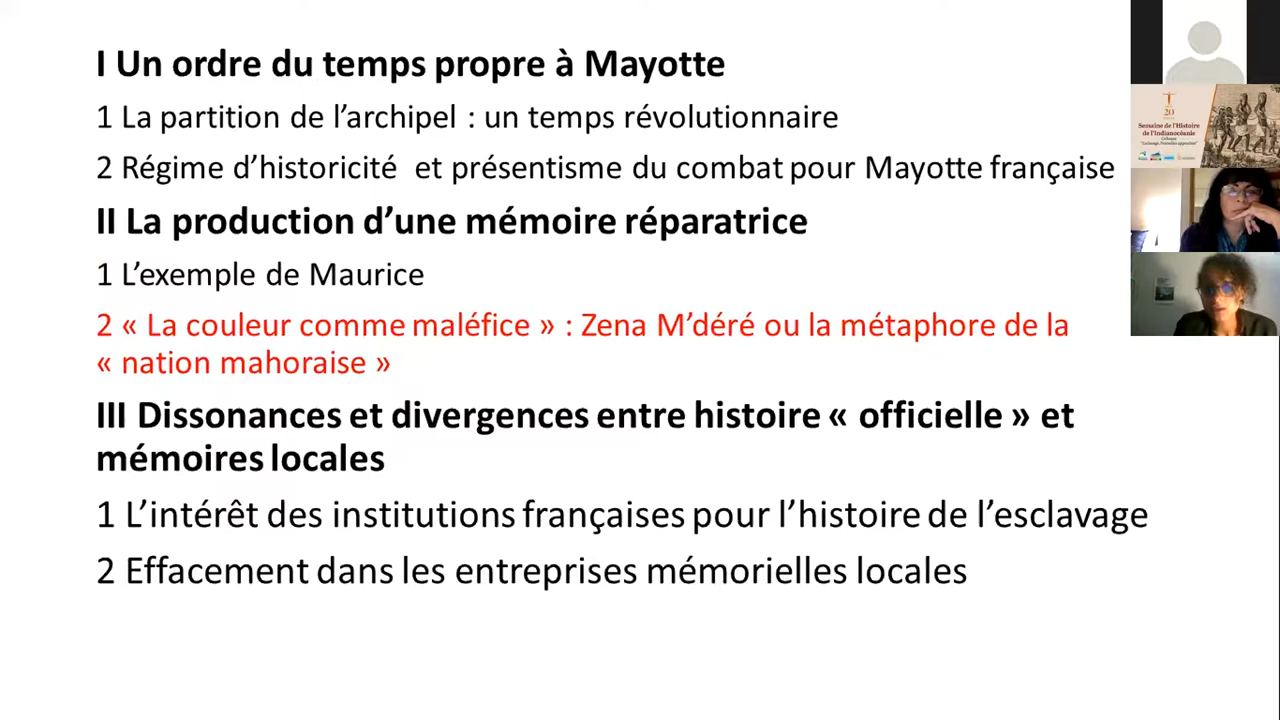 I Un ordre du temps propre à Mayotte
1 La partition de l’archipel : un temps révolutionnaire
2 Régime d’historicité et présentisme du combat pour Mayotte française
II La production d’une mémoire réparatrice
1 L’exemple de Maurice
2 « La couleur comme maléfice » : Zena M’déré ou la métaphore de la
« nation mahoraise »
III Dissonances et divergences entre histoire « officielle » et
mémoires locales
1 L’intérêt des institutions françaises pour l’histoire de l’esclavage
2 Effacement dans les entreprises mémorielles locales
20
Semaine de l'Histoire
de l'Indianocéanie